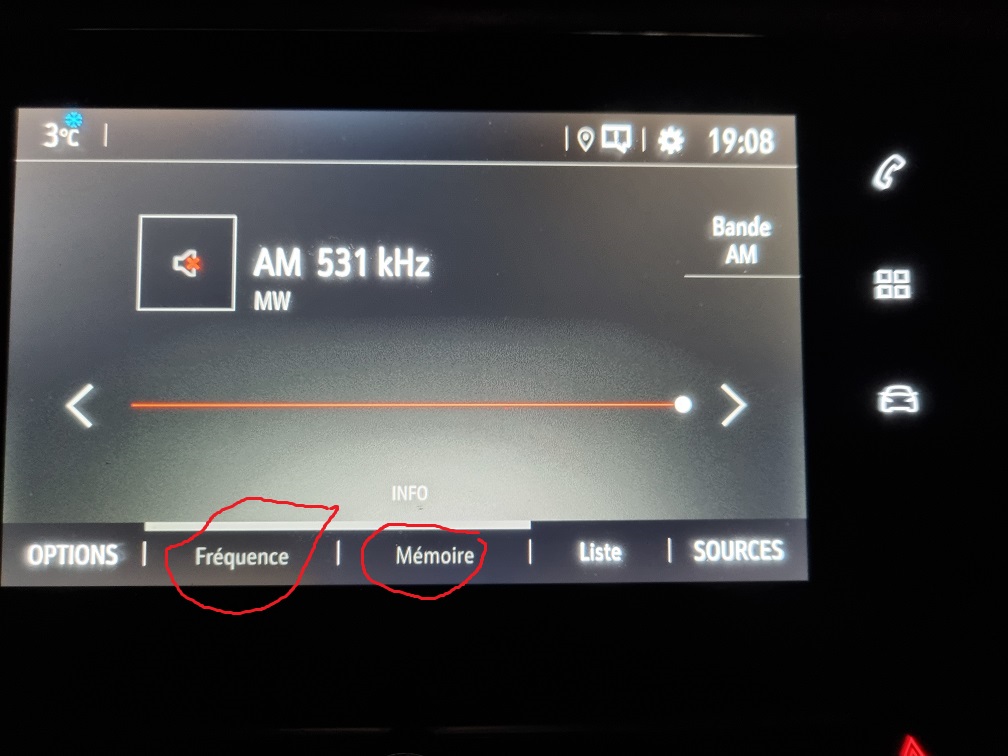 3°C
19:08
Bande
AM
AM 531 kHz
MW
INFO
OPTIONS | Fréquence | Mémoire | Liste | SOURCES